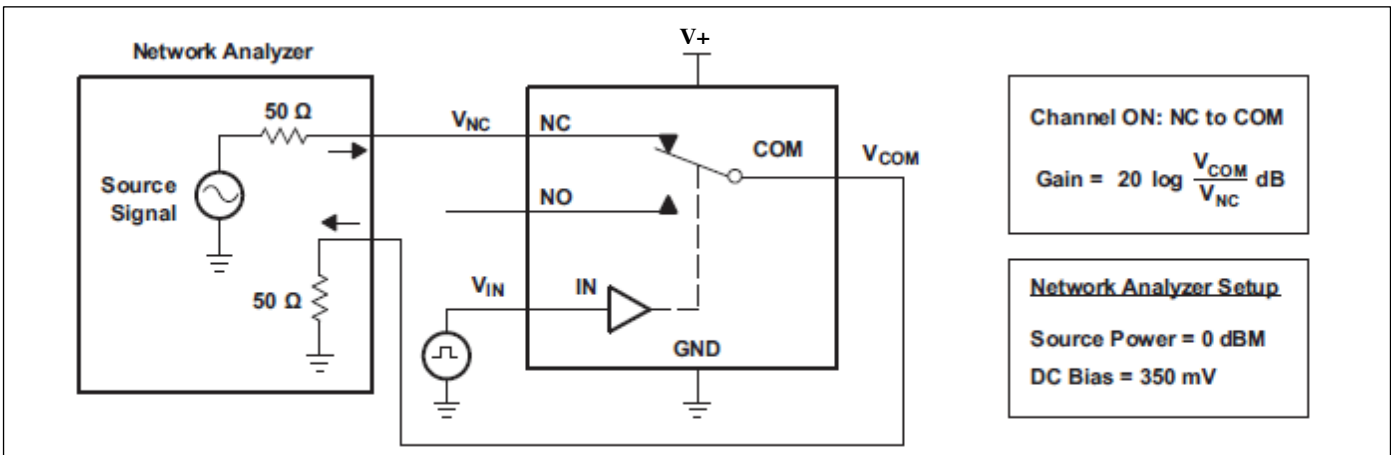 Network Analyzer
V+
50 Ω
V_NC
NC
COM
V_COM
Source
Signal
NO
50 Ω
V_IN
IN
GND
Channel ON: NC to COM
Gain = 20 log V_COM/V_NC dB
Network Analyzer Setup
Source Power = 0 dBM
DC Bias = 350 mV